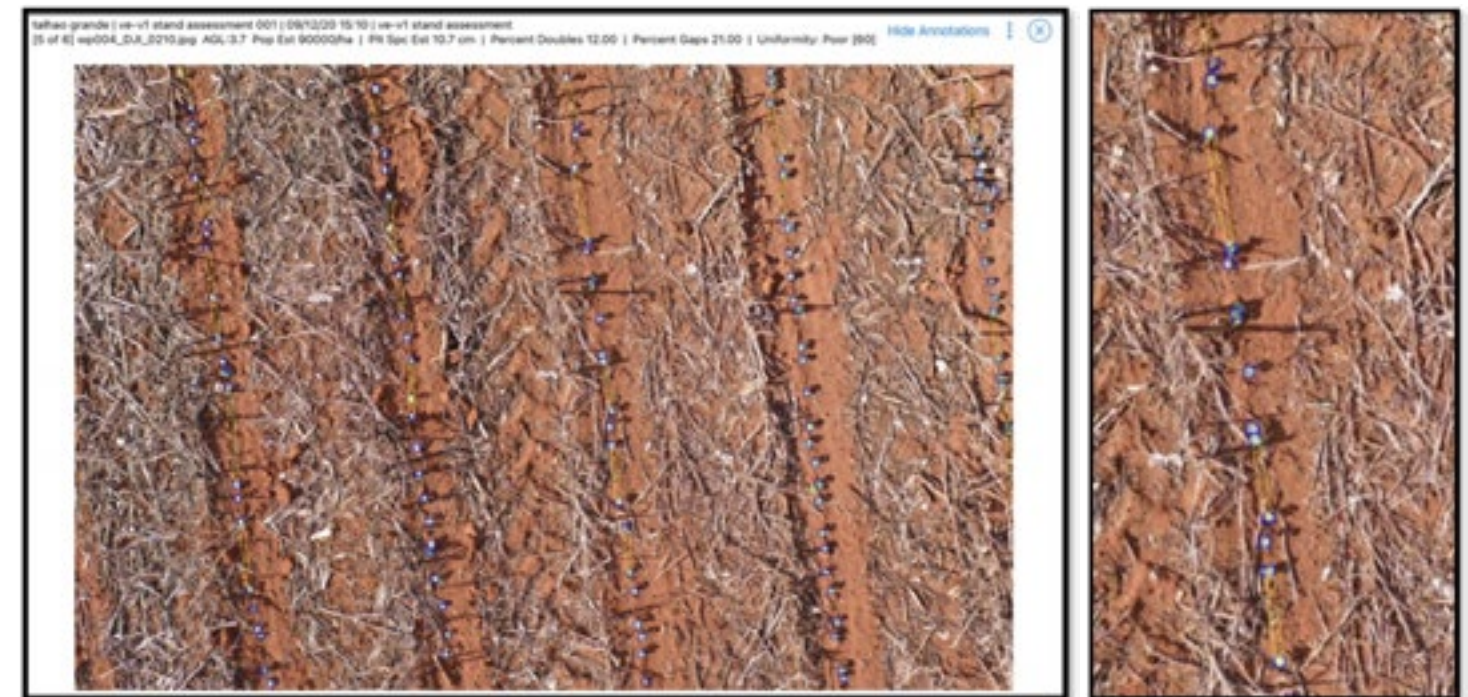 talhao grande | ve-v1 stand assessment 001 | 09/12/20 15:10 | ve-v1 stand assessment
[5 of 6] wp004_DJI_0210.jpg AGL:3.7 Pop Est 90000/ha | Plt Spc Est 10.7 cm | Percent Doubles 12.00 | Percent Gaps 21.00 | Uniformity: Poor [60]
Hide Annotations